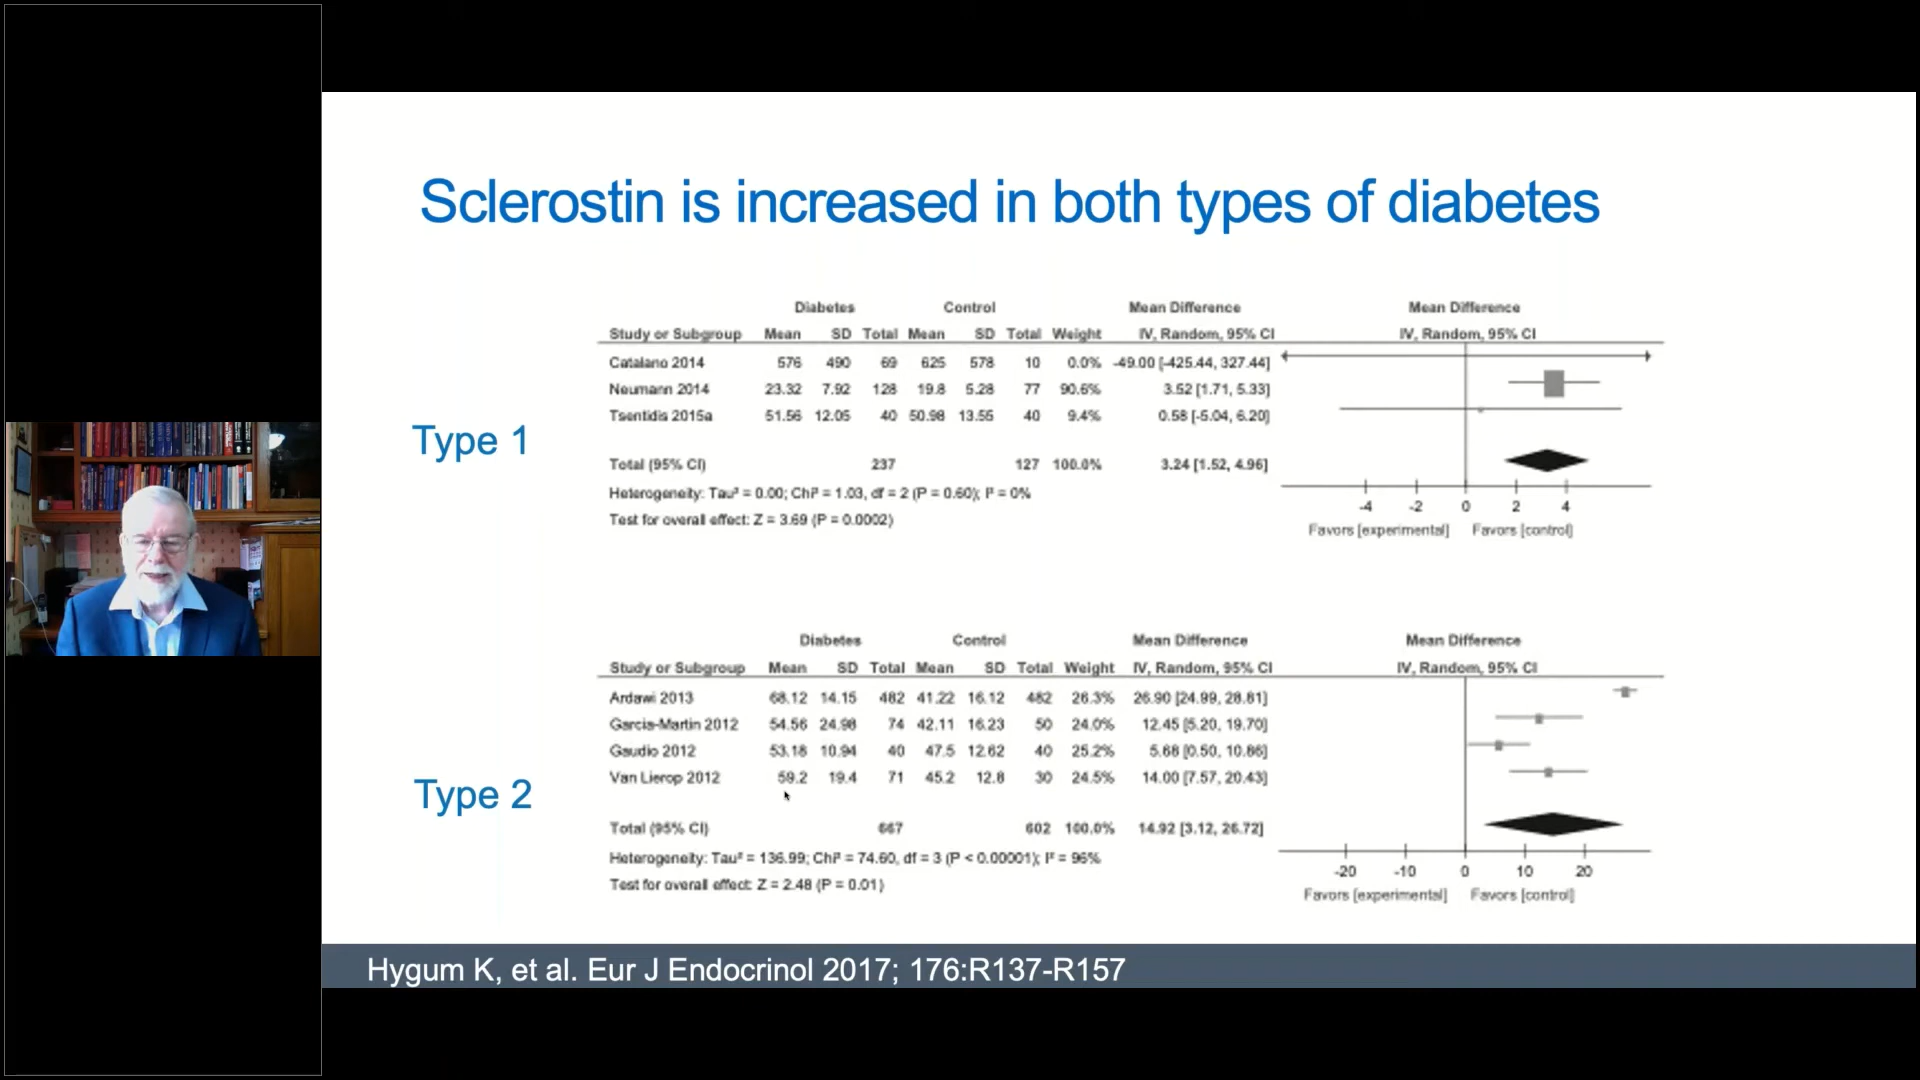 Sclerostin is increased in both types of diabetes
Type 1
Diabetes Control Mean Difference Mean Difference
Study or Subgroup Mean SD Total Mean SD Total Weight IV, Random, 95% CI IV, Random, 95% CI
Catalano 2014 576 490 69 625 578 10 0.0% -49.00 [-425.44, 327.44]
Neumann 2014 23.32 7.92 128 19.8 5.28 77 90.6% 3.52 [1.71, 5.33]
Tsentidis 2015a 51.56 12.05 40 50.98 13.55 40 9.4% 0.58 [-5.04, 6.20]
Total (95% CI) 237 127 100.0% 3.24 [1.52, 4.96]
Heterogeneity: Tau² = 0.00; Chi² = 1.03, df = 2 (P = 0.60); I² = 0%
Test for overall effect: Z = 3.69 (P = 0.0002)
-4 -2 0 2 4
Favors [experimental] Favors [control]
Type 2
Diabetes Control Mean Difference Mean Difference
Study or Subgroup Mean SD Total Mean SD Total Weight IV, Random, 95% CI IV, Random, 95% CI
Ardawi 2013 68.12 14.15 482 41.22 16.12 482 26.3% 26.90 [24.99, 28.81]
Garcia-Martin 2012 54.56 24.98 74 42.11 16.23 50 24.0% 12.45 [5.20, 19.70]
Gaudio 2012 53.18 10.94 40 47.5 12.62 40 25.2% 5.68 [0.50, 10.86]
Van Lierop 2012 59.2 19.4 71 45.2 12.8 30 24.5% 14.00 [7.57, 20.43]
Total (95% CI) 667 602 100.0% 14.92 [3.12, 26.72]
Heterogeneity: Tau² = 136.99; Chi² = 74.60, df = 3 (P < 0.00001); I² = 96%
Test for overall effect: Z = 2.48 (P = 0.01)
-20 -10 0 10 20
Favors [experimental] Favors [control]
Hygum K, et al. Eur J Endocrinol 2017; 176:R137-R157